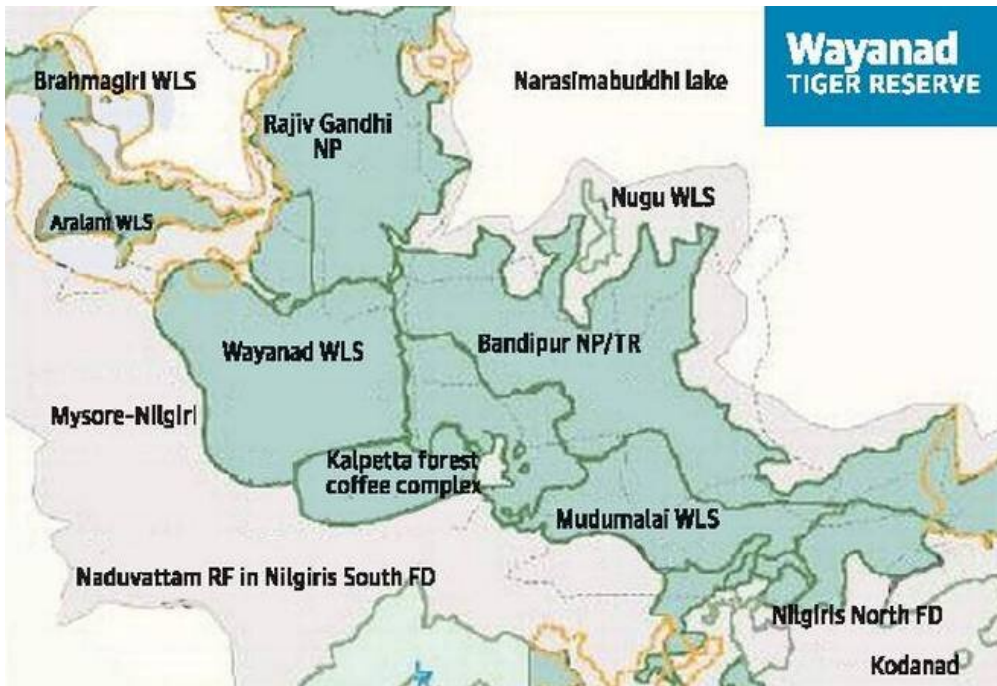 Wayanad
TIGER RESERVE
Brahmagiri WLS
Narasimabuddhi lake
Rajiv Gandhi
NP
Nugu WLS
Aralam WLS
Wayanad WLS
Bandipur NP/TR
Mysore-Nilgiri
Kalpetta forest
coffee complex
Mudumalai WLS
Naduvattam RF in Nilgiris South FD
Nilgiris North FD
Kodanad